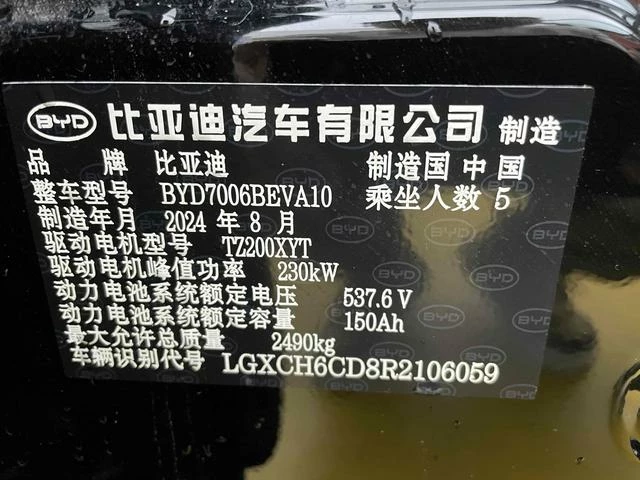 BYD 比亚迪汽车有限公司 制造
品牌 比亚迪 制造国 中国
整车型号 BYD7006BEVA10 乘坐人数 5
制造年月 2024 年 8 月
驱动电机型号 TZ200XYT
驱动电机峰值功率 230kW
动力电池系统额定电压 537.6 V
动力电池系统额定容量 150Ah
最大允许总质量 2490kg
车辆识别代号 LGXCH6CD8R2106059